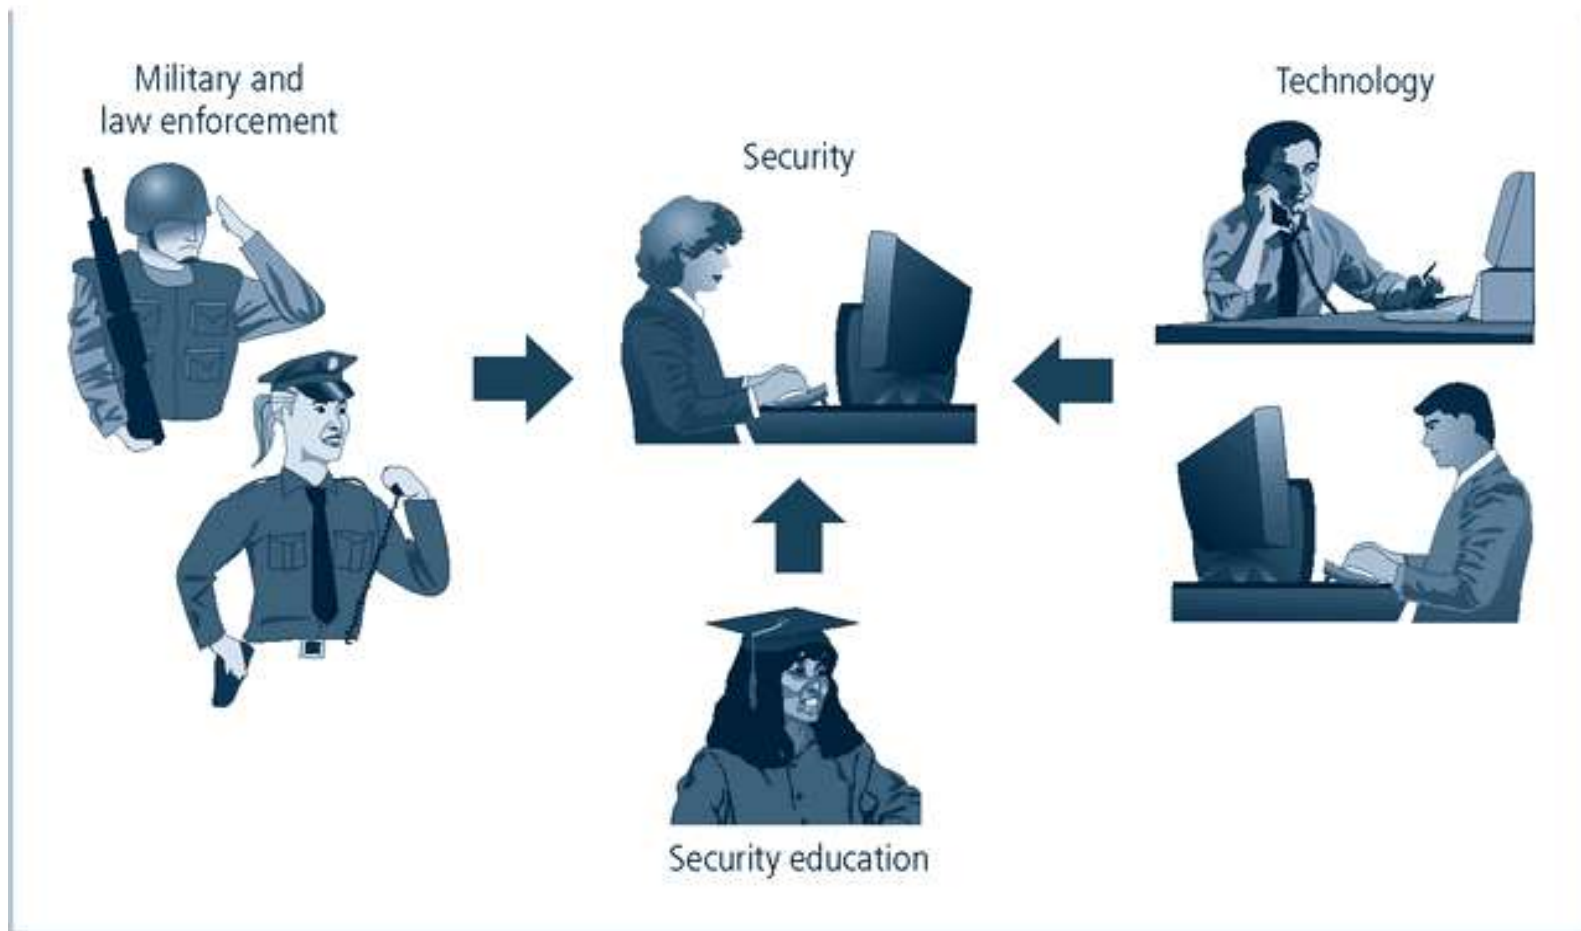 Military and
law enforcement
Security
Technology
Security education